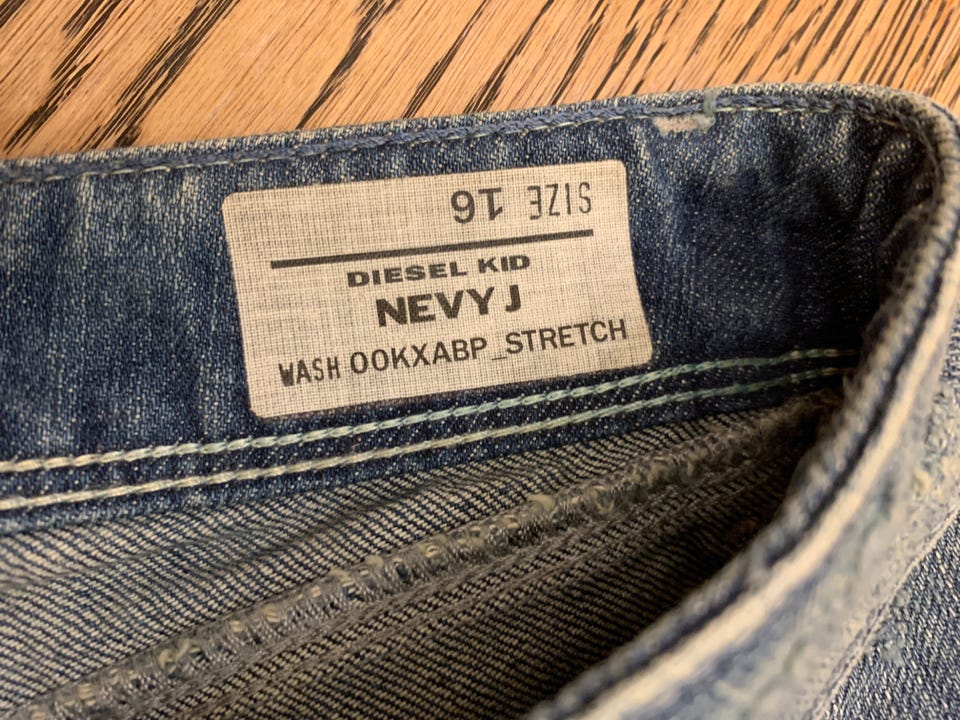 SIZE 16
DIESEL KID
NEVY J
WASH 00KXABP_STRETCH